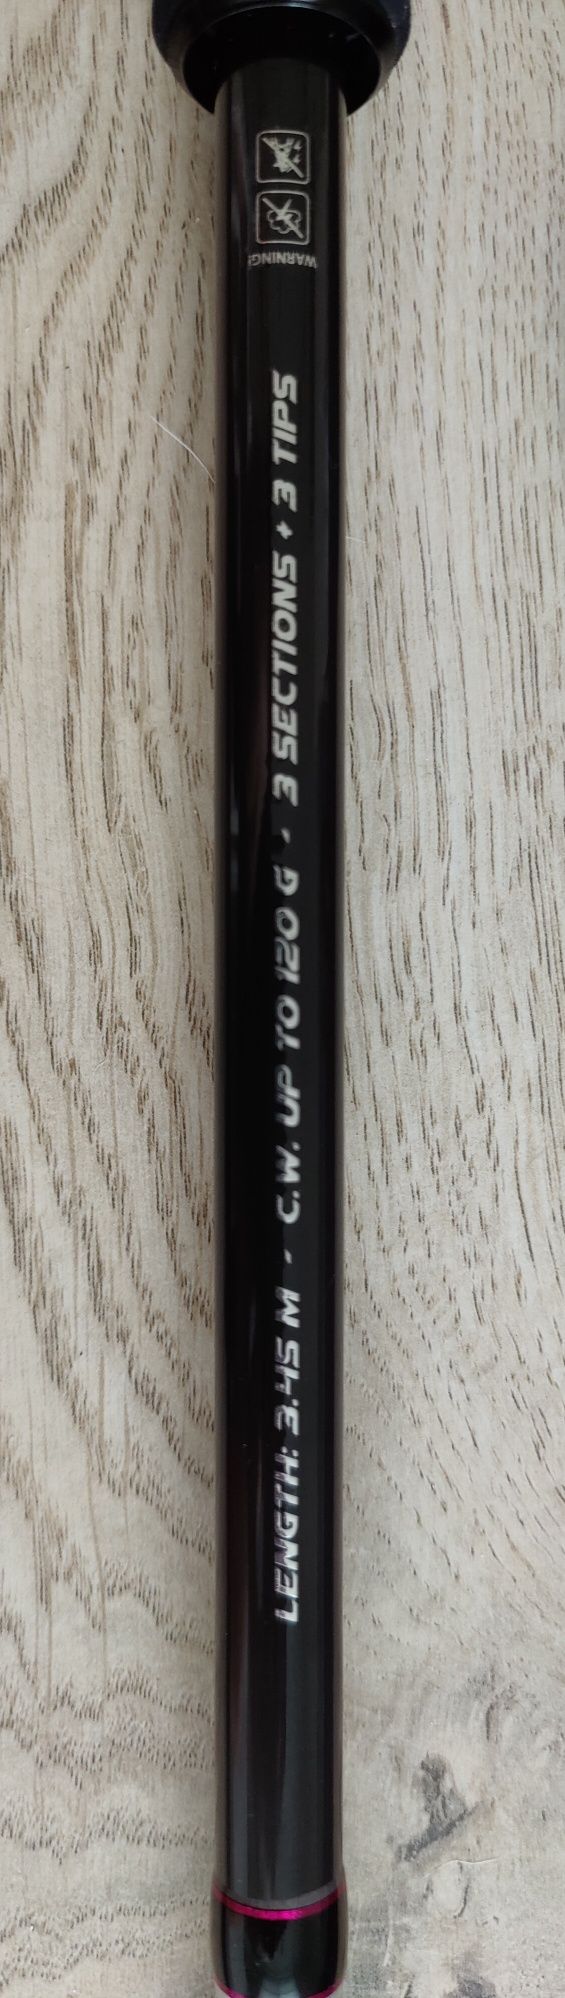 LENGTH: 3.45 M - C.W. UP TO 120 G - 3 SECTIONS + 3 TIPS
WARNING!